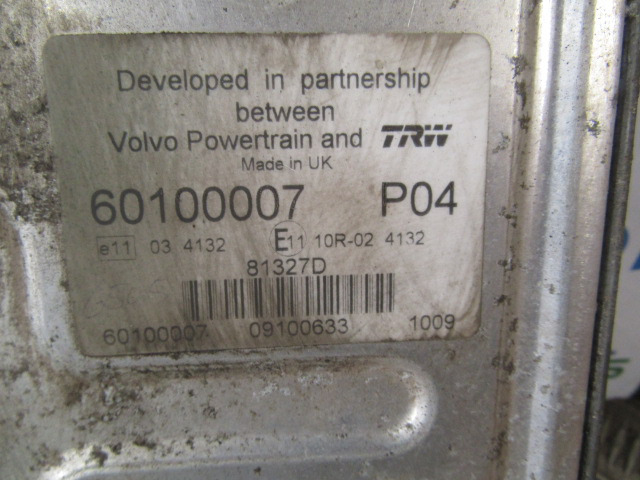 Developed in partnership
between
Volvo Powertrain and TRW
Made in UK
60100007 P04
e11 03 4132 E11 10R-02 4132
81327D
60100007 09100633 1009